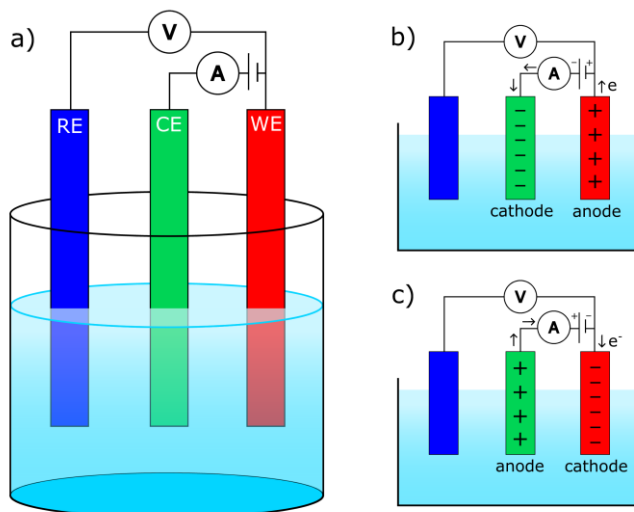 a)
V
A
RE
CE
WE
b)
V
A
− +
e
− − − − − −
+ + + +
cathode
anode
c)
V
A
+ −
e-
+ + + +
− − − − − − −
anode
cathode